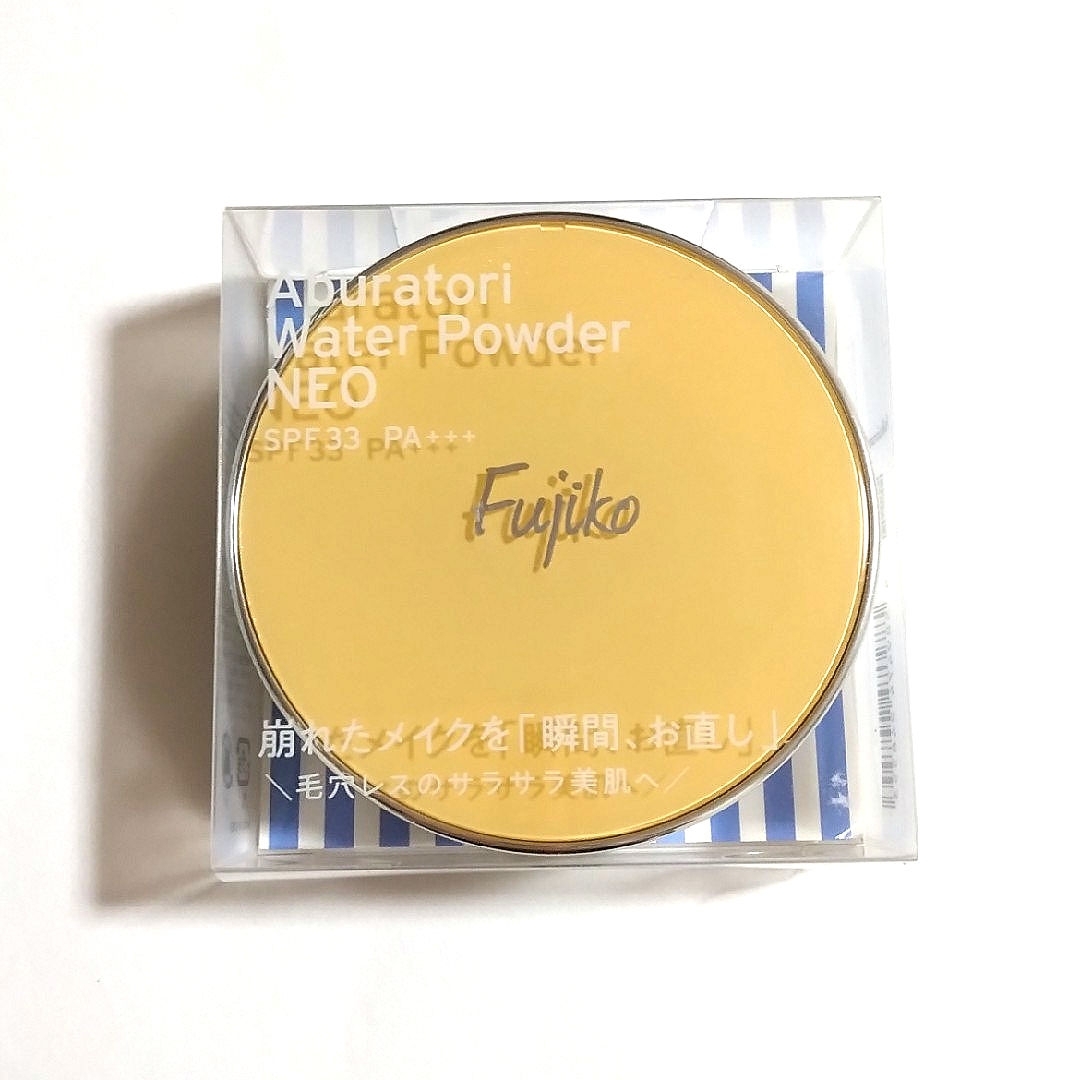 Aburatori
Water Powder
NEO
SPF33 PA+++
Fujiko
崩れたメイクを「瞬間、お直し」
＼毛穴レスのサラサラ美肌へ／